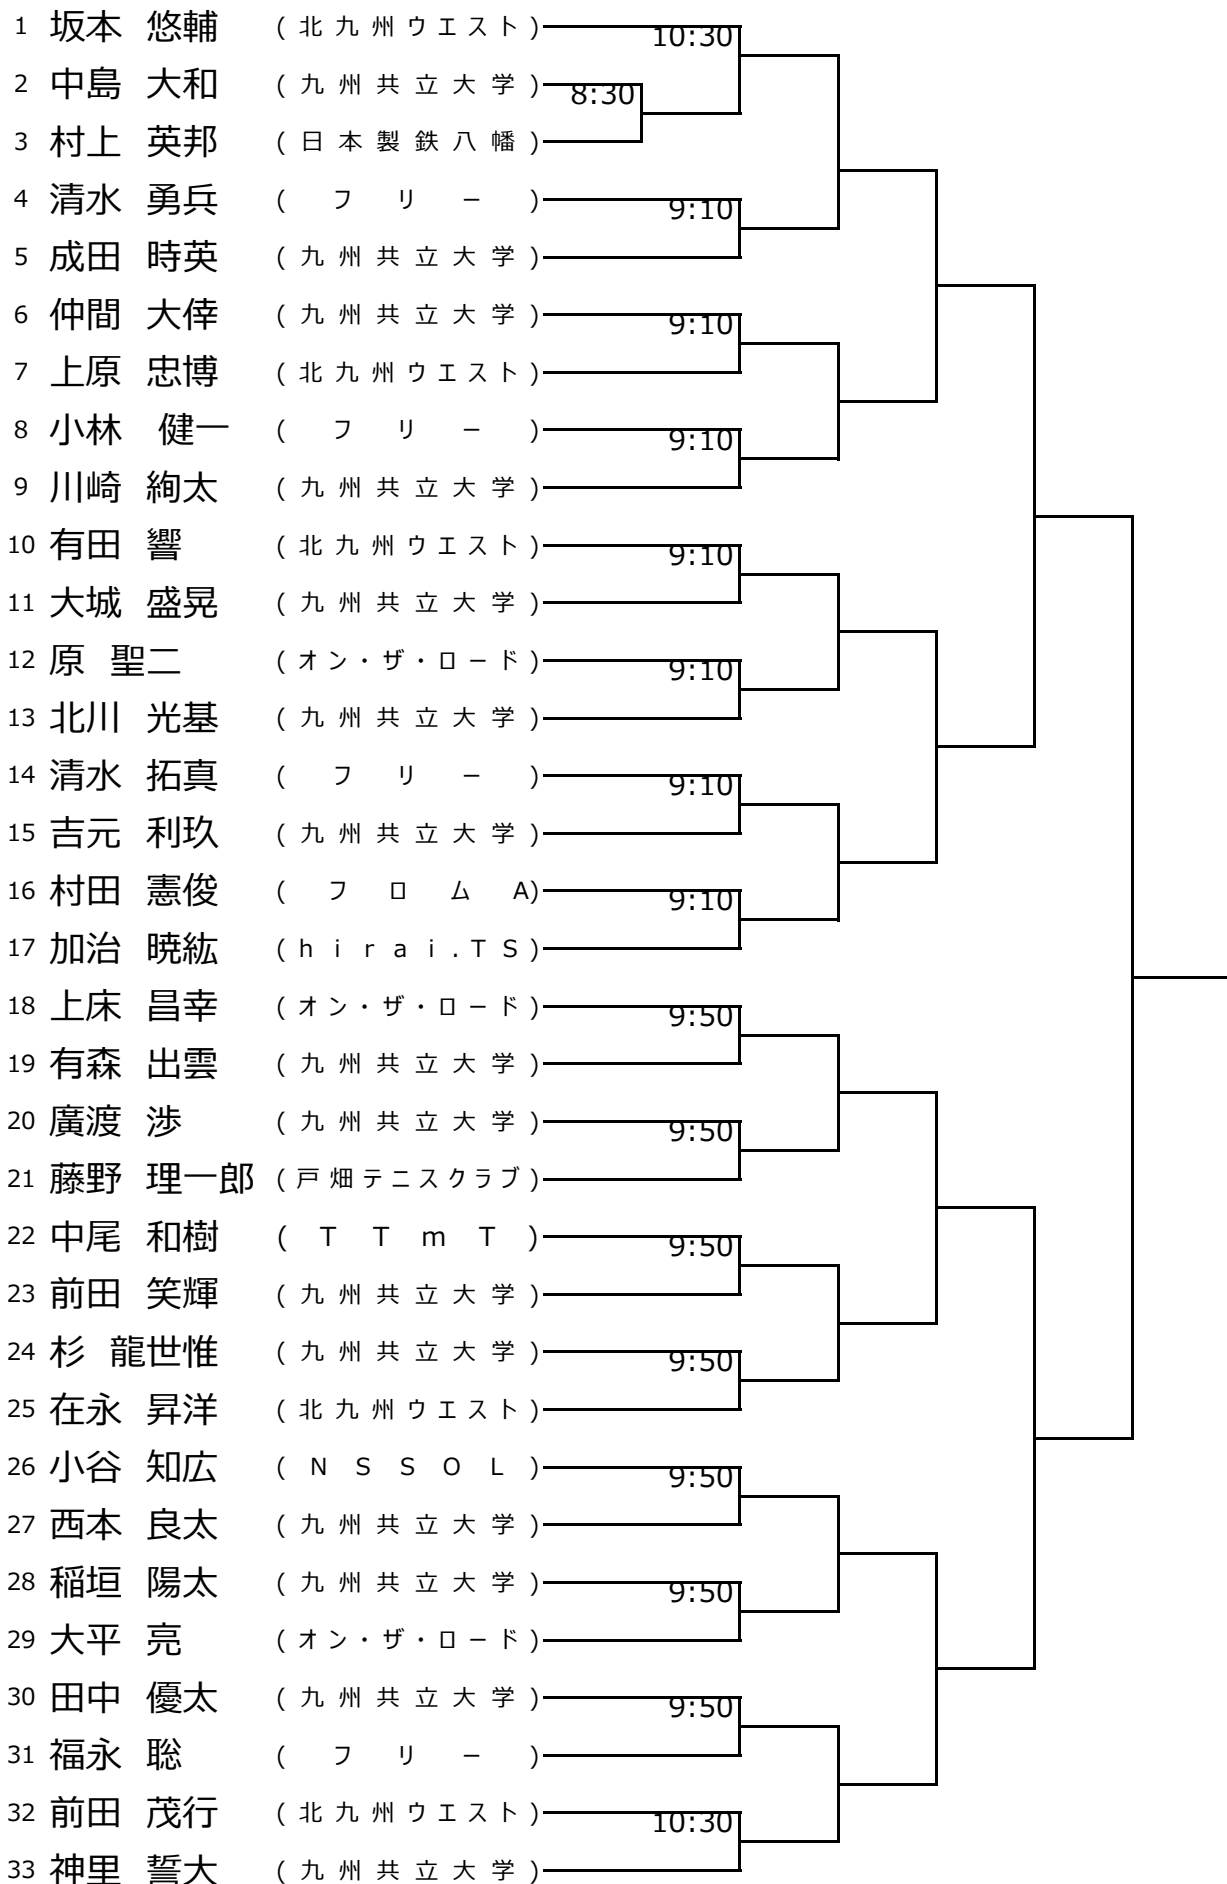 1 坂本 悠輔 (北九州ウエスト)
10:30
2 中島 大和 (九州共立大学)
8:30
3 村上 英邦 (日本製鉄八幡)
4 清水 勇兵 (フリー)
9:10
5 成田 時英 (九州共立大学)
6 仲間 大倖 (九州共立大学)
9:10
7 上原 忠博 (北九州ウエスト)
8 小林 健一 (フリー)
9:10
9 川崎 絢太 (九州共立大学)
10 有田 響 (北九州ウエスト)
9:10
11 大城 盛晃 (九州共立大学)
12 原 聖二 (オン・ザ・ロード)
9:10
13 北川 光基 (九州共立大学)
14 清水 拓真 (フリー)
9:10
15 吉元 利玖 (九州共立大学)
16 村田 憲俊 (フロムA)
9:10
17 加治 暁紘 (hirai.TS)
18 上床 昌幸 (オン・ザ・ロード)
9:50
19 有森 出雲 (九州共立大学)
20 廣渡 渉 (九州共立大学)
9:50
21 藤野 理一郎 (戸畑テニスクラブ)
22 中尾 和樹 (TTmT)
9:50
23 前田 笑輝 (九州共立大学)
24 杉 龍世惟 (九州共立大学)
9:50
25 在永 昇洋 (北九州ウエスト)
26 小谷 知広 (NSSOL)
9:50
27 西本 良太 (九州共立大学)
28 稲垣 陽太 (九州共立大学)
9:50
29 大平 亮 (オン・ザ・ロード)
30 田中 優太 (九州共立大学)
9:50
31 福永 聡 (フリー)
32 前田 茂行 (北九州ウエスト)
10:30
33 神里 誓大 (九州共立大学)